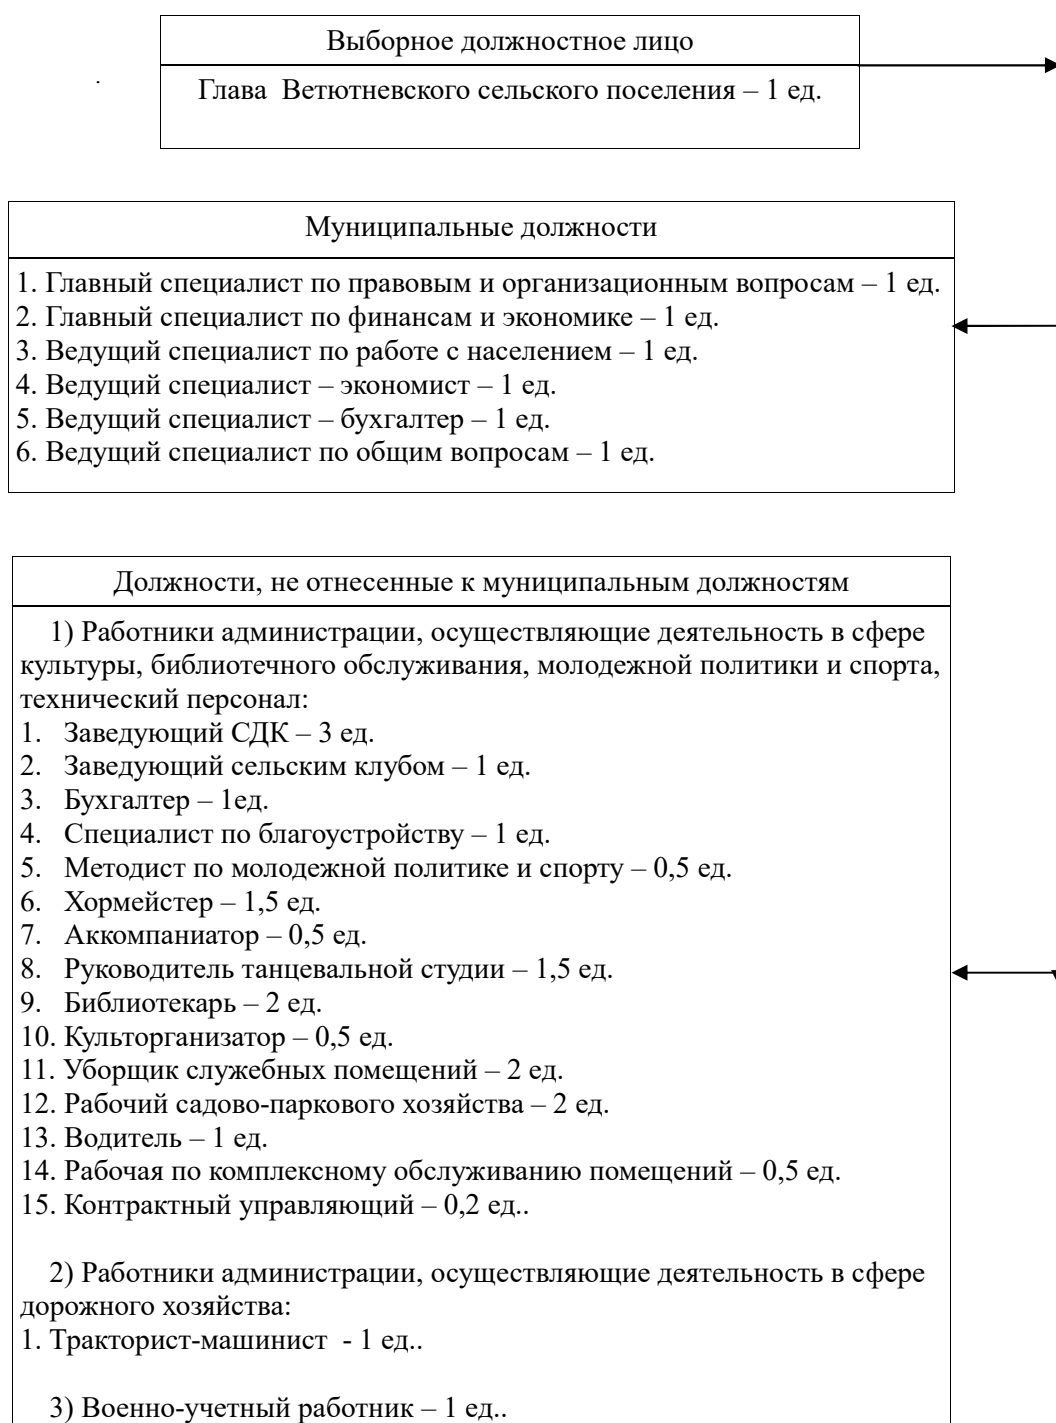 Выборное должностное лицо
Глава  Ветютневского сельского поселения – 1 ед.
Муниципальные должности
1. Главный специалист по правовым и организационным вопросам – 1 ед.
2. Главный специалист по финансам и экономике – 1 ед.
3. Ведущий специалист по работе с населением – 1 ед.
4. Ведущий специалист – экономист – 1 ед.
5. Ведущий специалист – бухгалтер – 1 ед.
6. Ведущий специалист по общим вопросам – 1 ед.
Должности, не отнесенные к муниципальным должностям
1) Работники администрации, осуществляющие деятельность в сфере
культуры, библиотечного обслуживания, молодежной политики и спорта,
технический персонал:
1.   Заведующий СДК – 3 ед.
2.   Заведующий сельским клубом – 1 ед.
3.   Бухгалтер – 1ед.
4.   Специалист по благоустройству – 1 ед.
5.   Методист по молодежной политике и спорту – 0,5 ед.
6.   Хормейстер – 1,5 ед.
7.   Аккомпаниатор – 0,5 ед.
8.   Руководитель танцевальной студии – 1,5 ед.
9.   Библиотекарь – 2 ед.
10. Культорганизатор – 0,5 ед.
11. Уборщик служебных помещений – 2 ед.
12. Рабочий садово-паркового хозяйства – 2 ед.
13. Водитель – 1 ед.
14. Рабочая по комплексному обслуживанию помещений – 0,5 ед.
15. Контрактный управляющий – 0,2 ед..
2) Работники администрации, осуществляющие деятельность в сфере
дорожного хозяйства:
1. Тракторист-машинист  - 1 ед..
3) Военно-учетный работник – 1 ед..